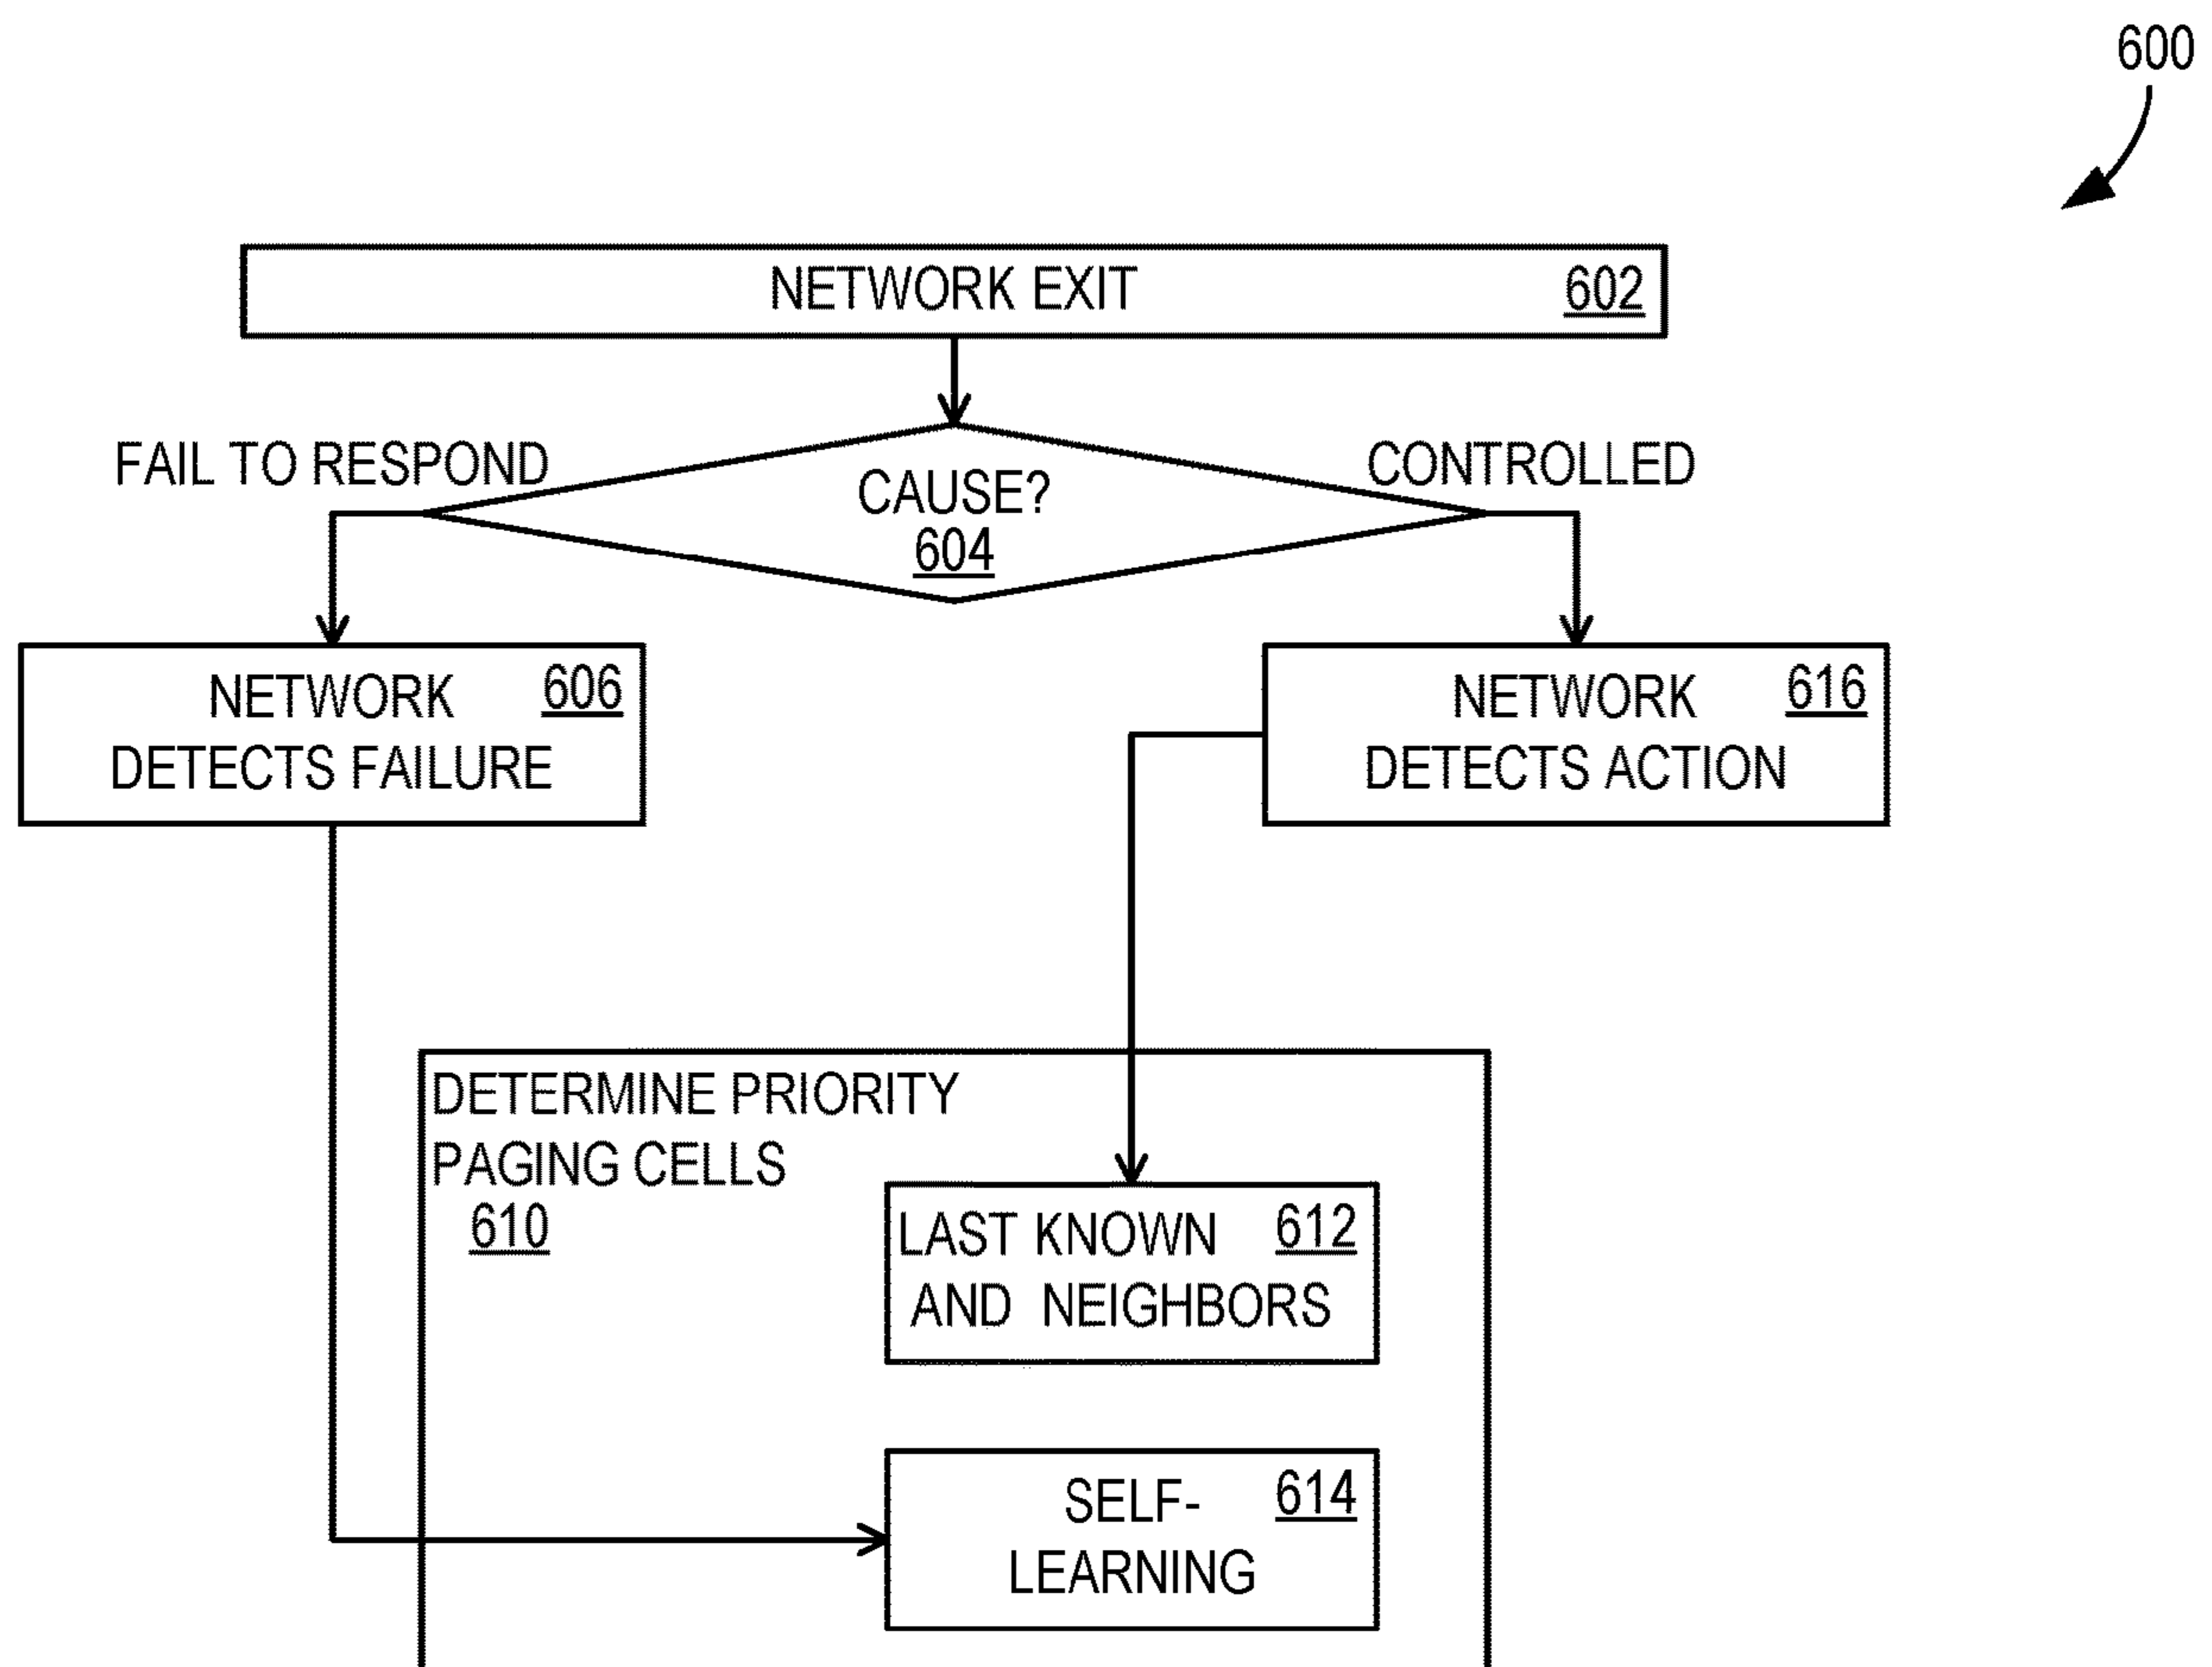 600
NETWORK EXIT 602
FAIL TO RESPOND
CAUSE?
604
CONTROLLED
NETWORK 606
DETECTS FAILURE
NETWORK 616
DETECTS ACTION
DETERMINE PRIORITY
PAGING CELLS
610
LAST KNOWN 612
AND NEIGHBORS
SELF- 614
LEARNING